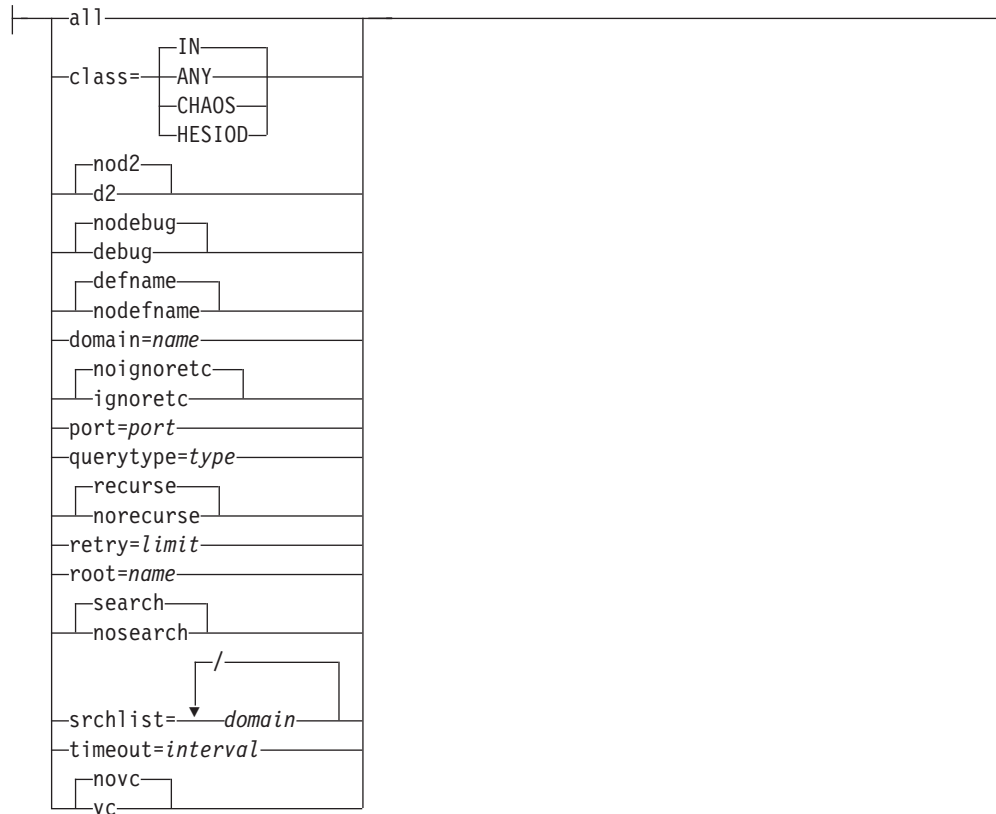 all
IN
class= ANY
CHAOS
HESIOD
nod2
d2
nodebug
debug
defname
nodefname
domain=name
noignoretc
ignoretc
port=port
querytype=type
recurse
norecurse
retry=limit
root=name
search
nosearch
/
srchlist= domain
timeout=interval
novc
vc